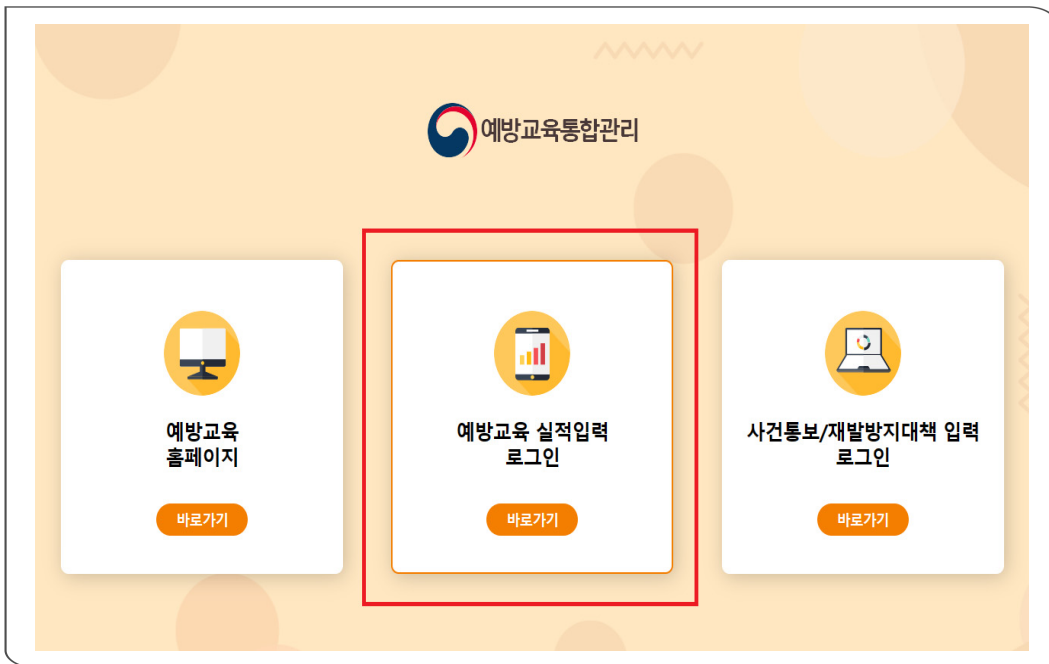 예방교육통합관리
예방교육
홈페이지
바로가기
예방교육 실적입력
로그인
바로가기
사건통보/재발방지대책 입력
로그인
바로가기